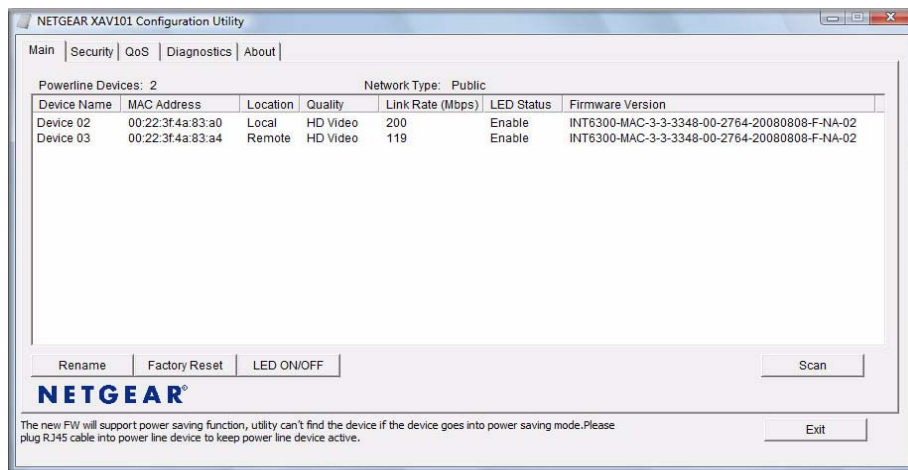 NETGEAR XAV101 Configuration Utility
Main Security QoS Diagnostics About
Powerline Devices: 2 Network Type: Public
Device Name MAC Address Location Quality Link Rate (Mbps) LED Status Firmware Version
Device 02 00:22:3f:4a:83:a0 Local HD Video 200 Enable INT6300-MAC-3-3-3348-00-2764-20080808-F-NA-02
Device 03 00:22:3f:4a:83:a4 Remote HD Video 119 Enable INT6300-MAC-3-3-3348-00-2764-20080808-F-NA-02
Rename Factory Reset LED ON/OFF Scan
NETGEAR®
The new FW will support power saving function, utility can't find the device if the device goes into power saving mode.Please
plug RJ45 cable into power line device to keep power line device active.
Exit